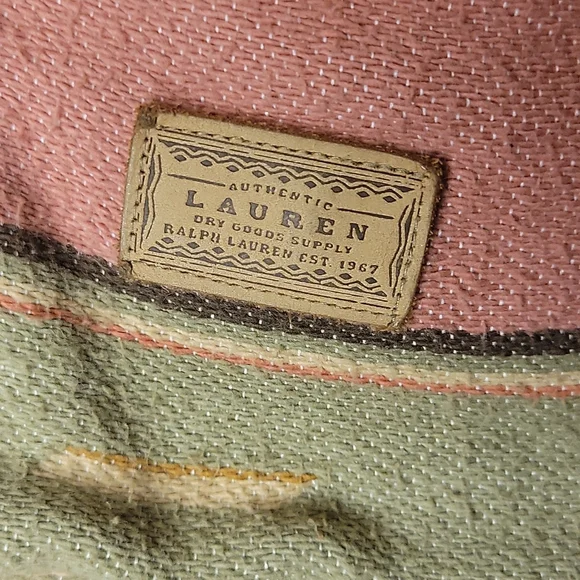 AUTHENTIC
LAUREN
DRY GOODS SUPPLY
RALPH LAUREN EST. 1967